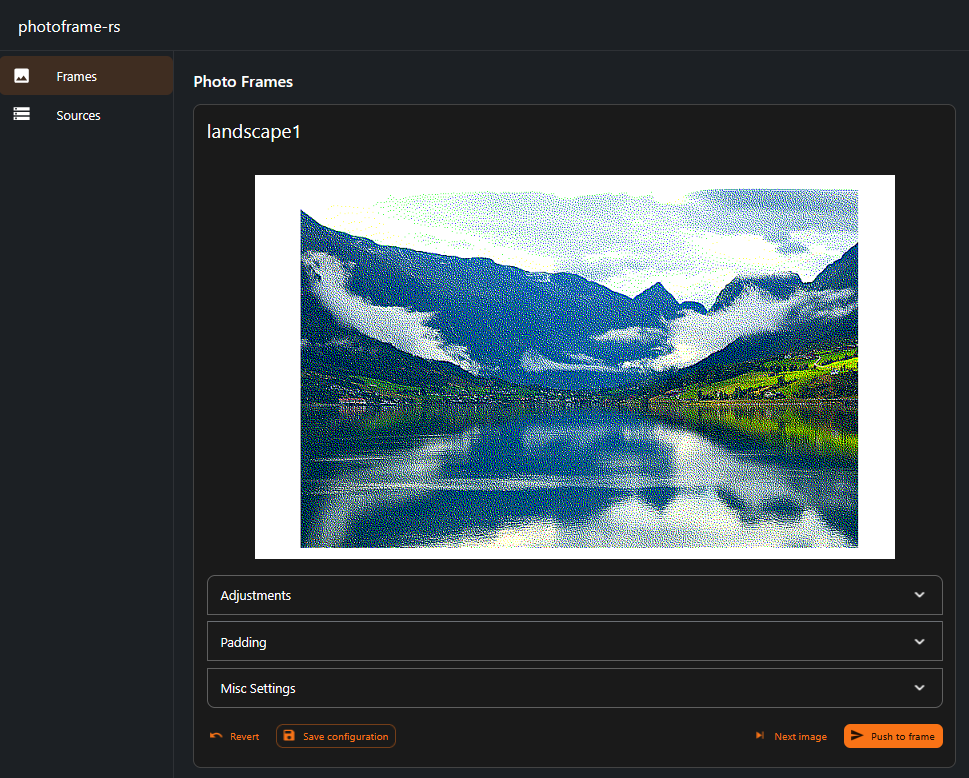 photoframe-rs
Frames
Sources
Photo Frames
landscape1
Adjustments
Padding
Misc Settings
Revert
Save configuration
Next image
Push to frame